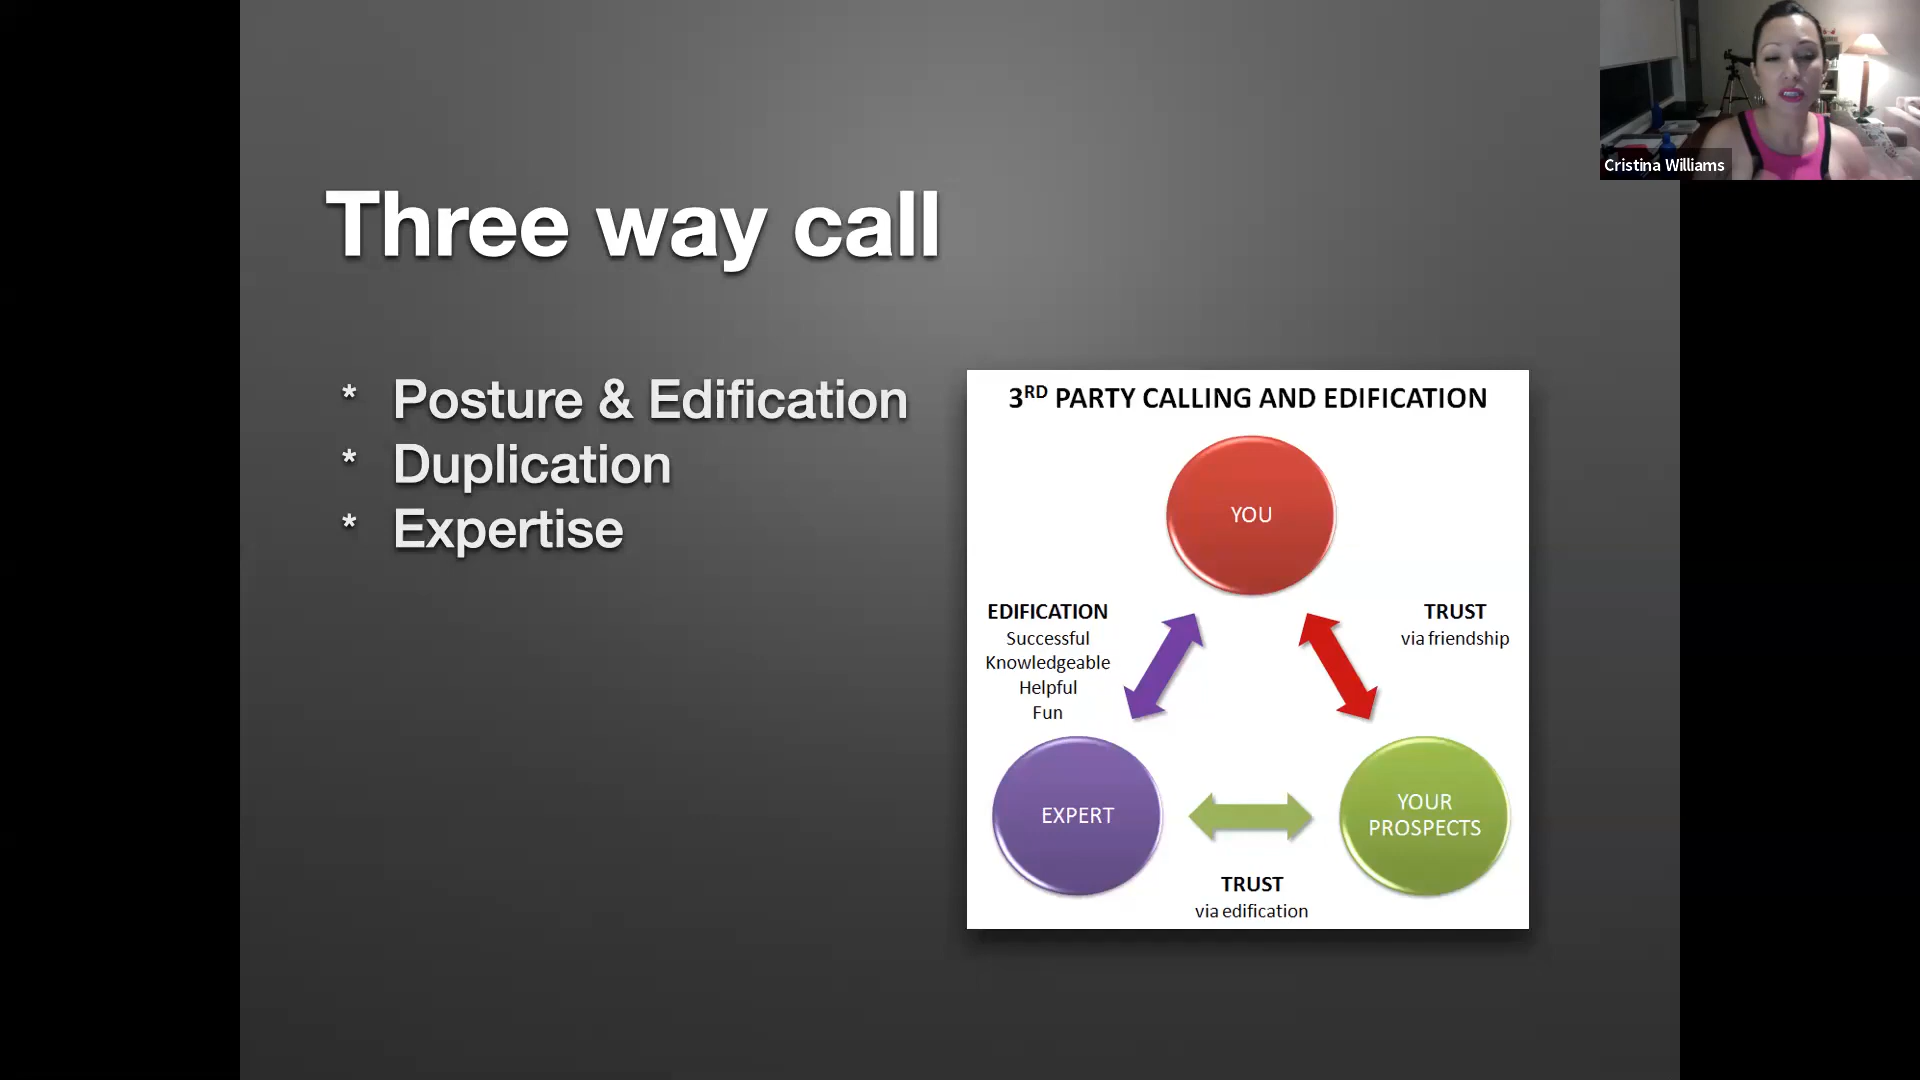 Cristina Williams
Three way call
* Posture & Edification
* Duplication
* Expertise
3RD PARTY CALLING AND EDIFICATION
YOU
EDIFICATION
Successful
Knowledgeable
Helpful
Fun
TRUST
via friendship
EXPERT
YOUR
PROSPECTS
TRUST
via edification